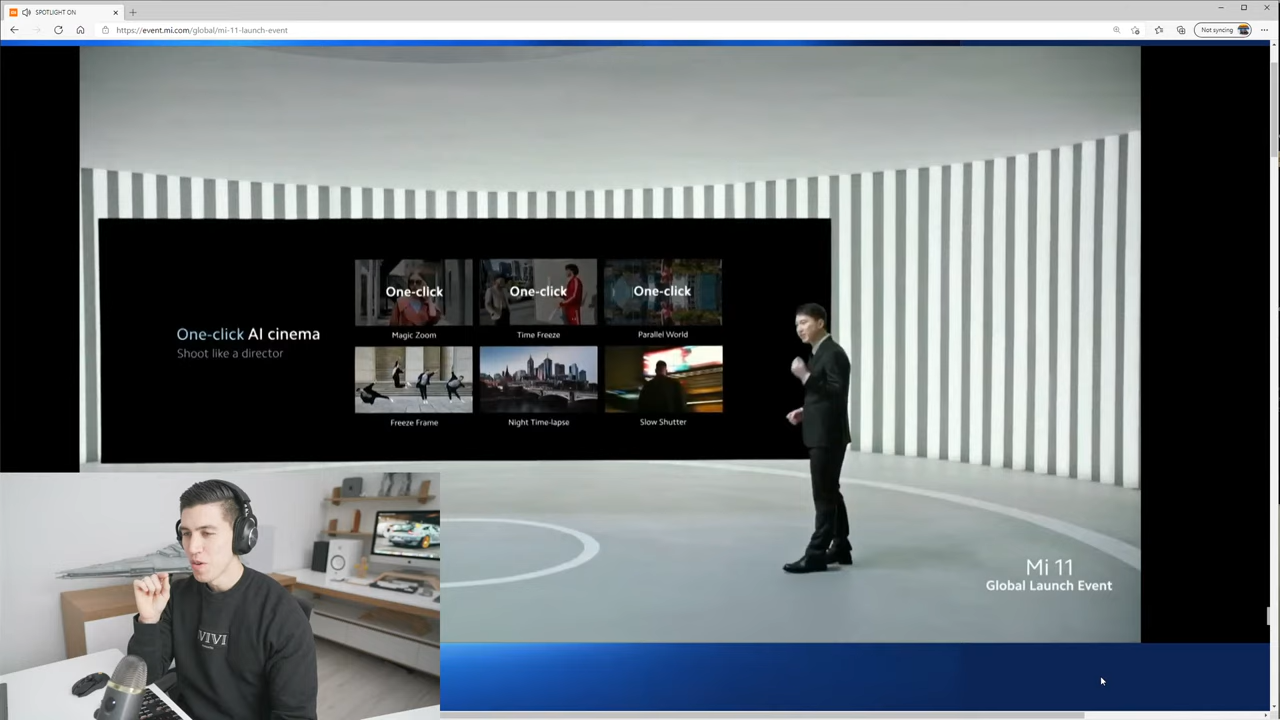 SPOTLIGHT ON
https://event.mi.com/global/mi-11-launch-event
Not syncing
One-click AI cinema
Shoot like a director
One-click
One-click
One-click
Magic Zoom
Time Freeze
Parallel World
Freeze Frame
Night Time-lapse
Slow Shutter
Mi 11
Global Launch Event